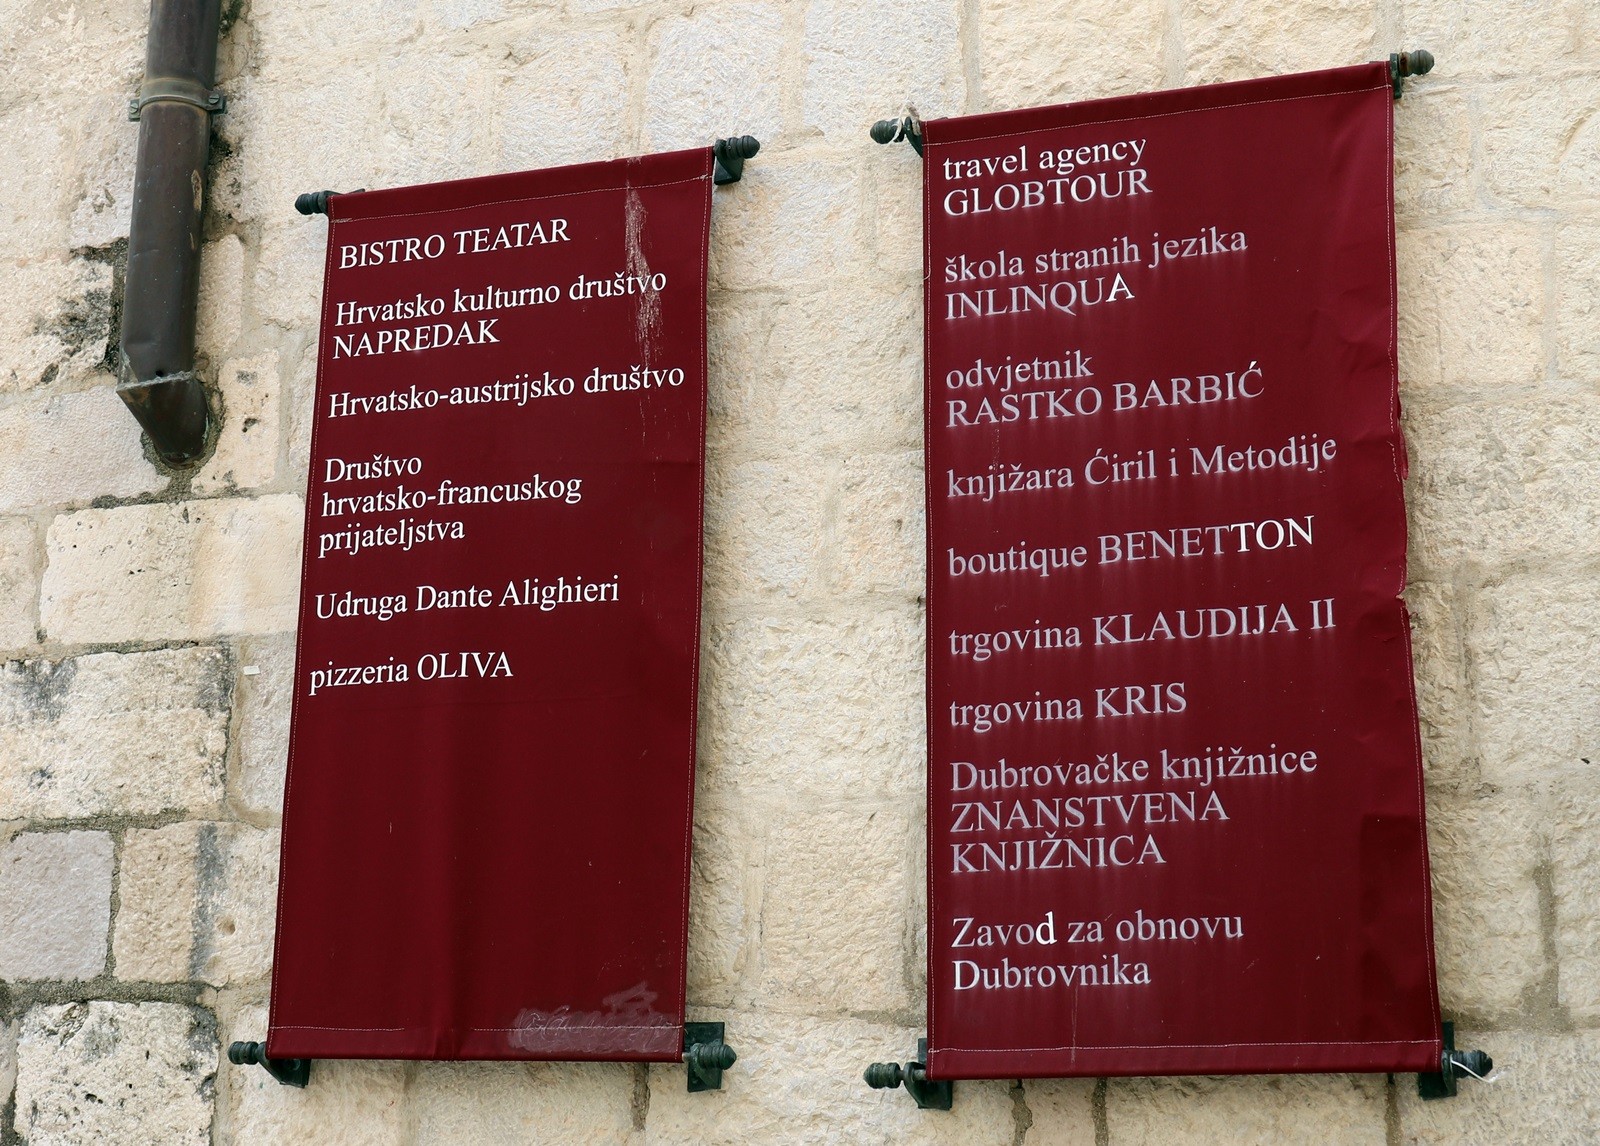 BISTRO TEATAR
Hrvatsko kulturno društvo
NAPREDAK
Hrvatsko-austrijsko društvo
Društvo
hrvatsko-francuskog
prijateljstva
Udruga Dante Alighieri
pizzeria OLIVA
travel agency
GLOBTOUR
škola stranih jezika
INLINQUA
odvjetnik
RASTKO BARBIĆ
knjižara Ćiril i Metodije
boutique BENETTON
trgovina KLAUDIJA II
trgovina KRIS
Dubrovačke knjižnice
ZNANSTVENA
KNJIŽNICA
Zavod za obnovu
Dubrovnika